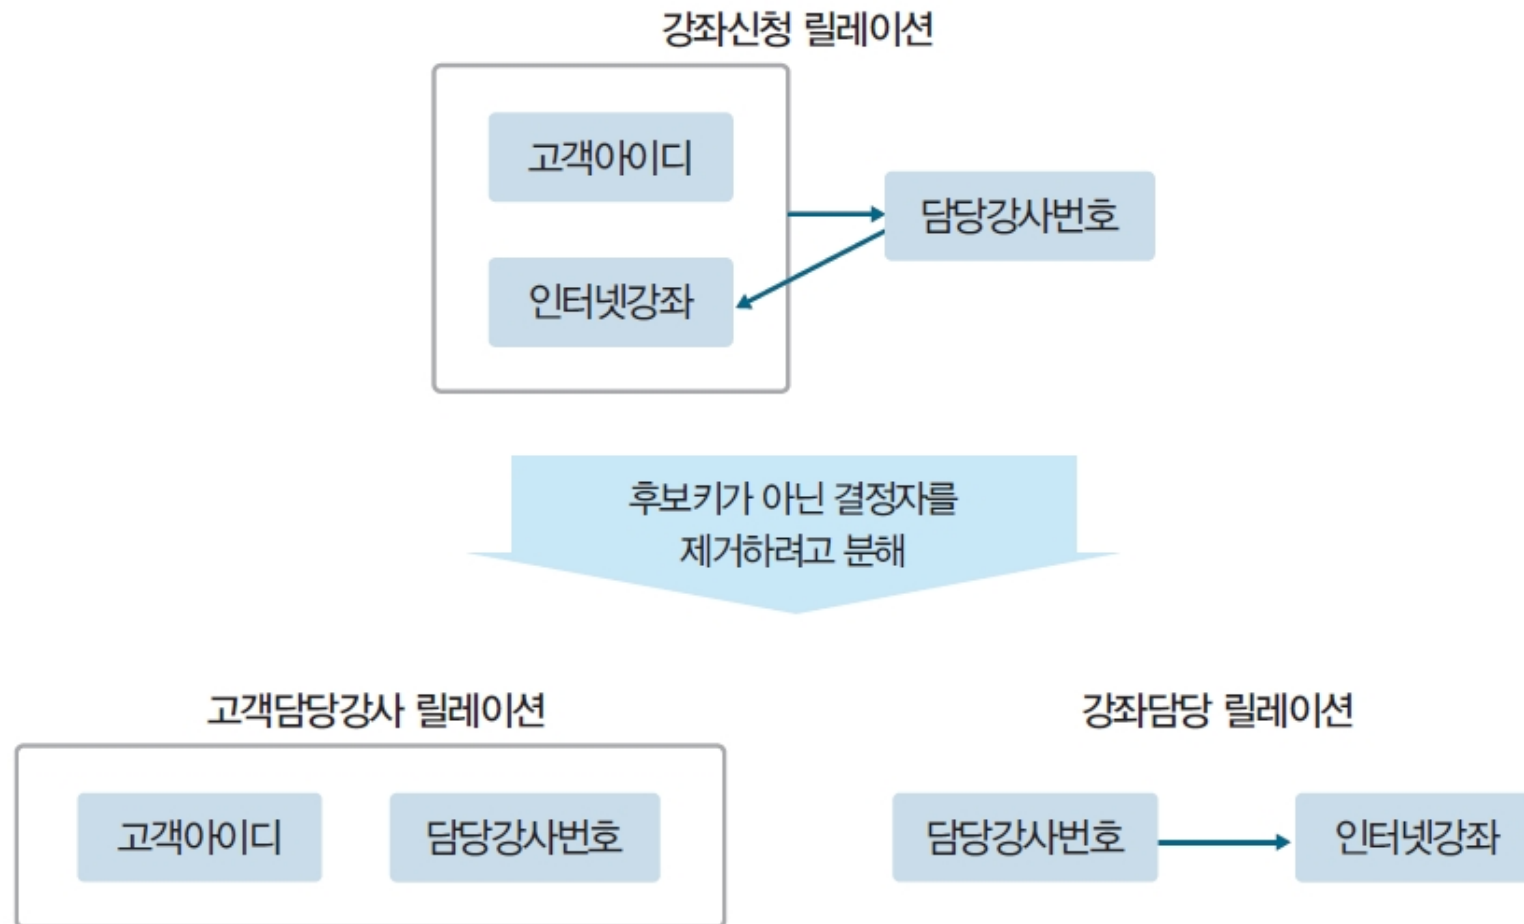 강좌신청 릴레이션
고객아이디
담당강사번호
인터넷강좌
후보키가 아닌 결정자를
제거하려고 분해
고객담당강사 릴레이션
강좌담당 릴레이션
고객아이디
담당강사번호
담당강사번호
인터넷강좌